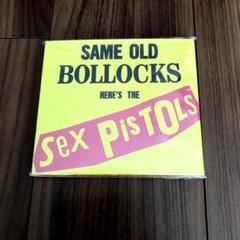 SAME OLD
BOLLOCKS
HERE'S THE
Sex PisTOLs